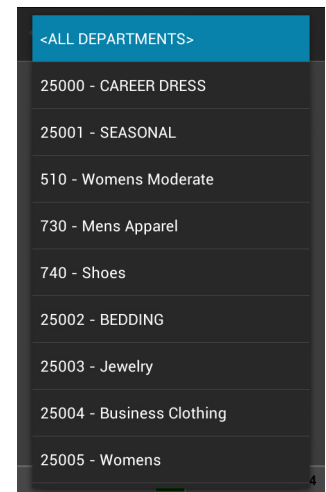 <ALL DEPARTMENTS>
25000 - CAREER DRESS
25001 - SEASONAL
510 - Womens Moderate
730 - Mens Apparel
740 - Shoes
25002 - BEDDING
25003 - Jewelry
25004 - Business Clothing
25005 - Womens
4